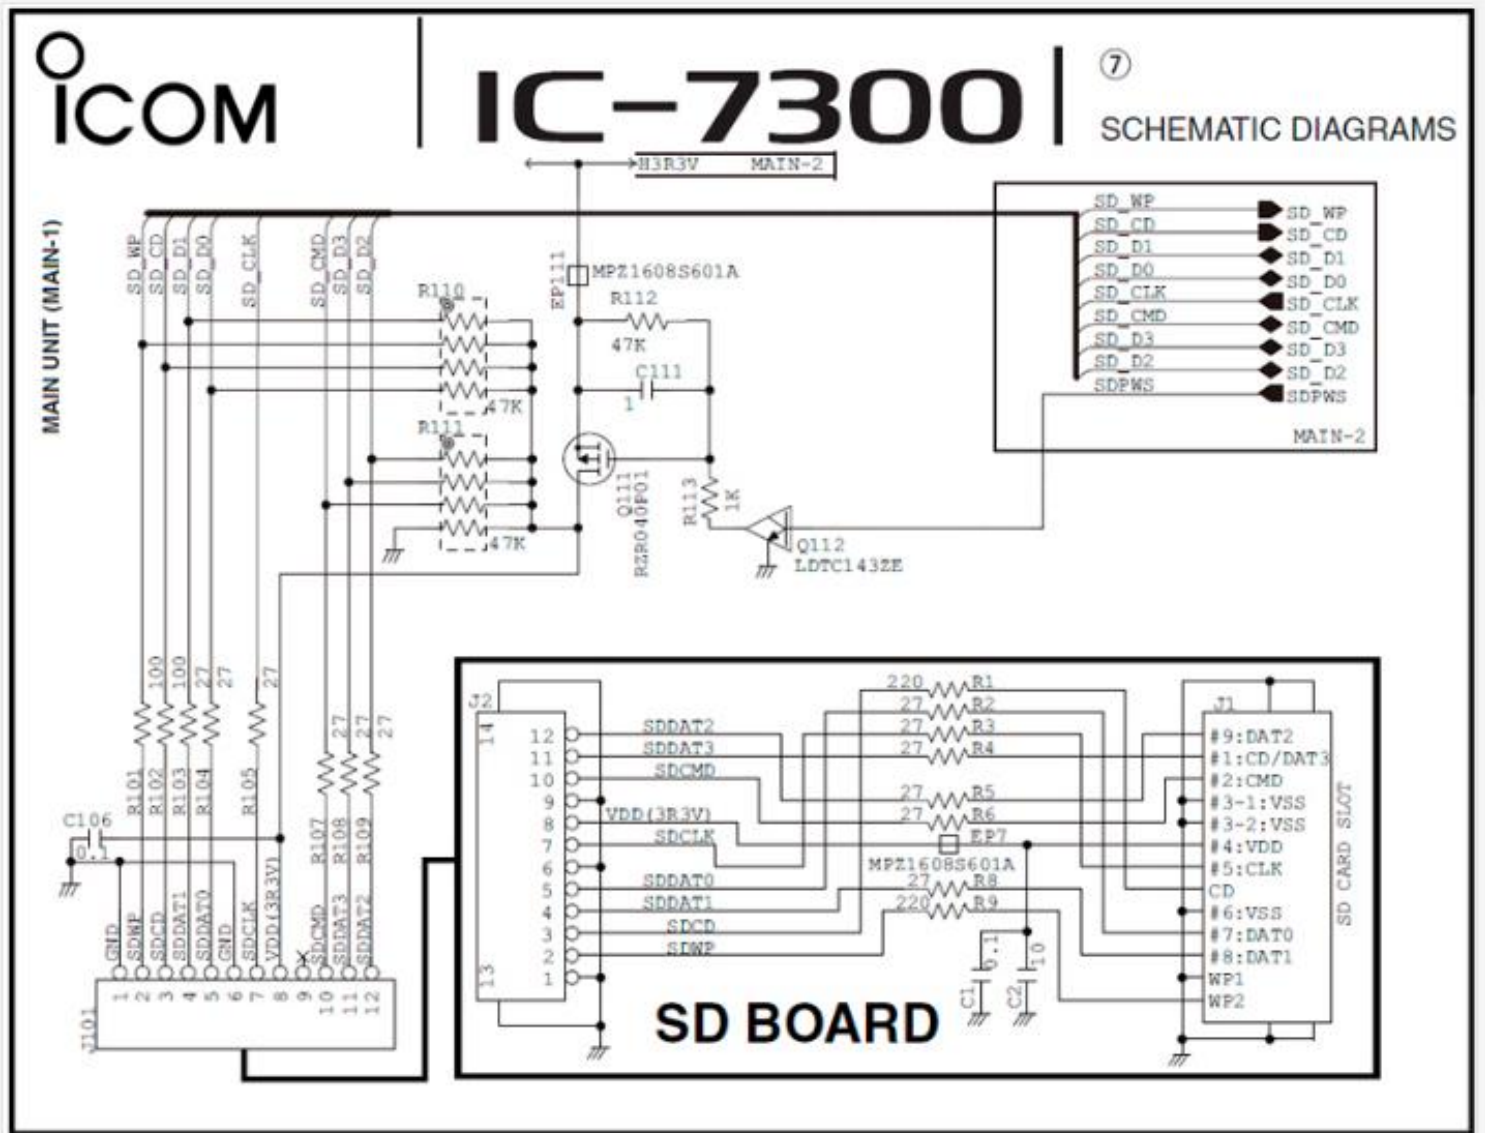 ICOM
IC-7300
⑦
SCHEMATIC DIAGRAMS
MAIN UNIT (MAIN-1)
H3R3V MAIN-2
SD_WP
SD_CD
SD_D1
SD_D0
SD_CLK
SD_CMD
SD_D3
SD_D2
EP111
MPZ1608S601A
R110
47K
R111
47K
R112
47K
C111
1
Q111
RZR040P01
R113
1K
Q112
LDTC143ZE
SD_WP SD_WP
SD_CD SD_CD
SD_D1 SD_D1
SD_D0 SD_D0
SD_CLK SD_CLK
SD_CMD SD_CMD
SD_D3 SD_D3
SD_D2 SD_D2
SDPWS SDPWS
MAIN-2
100
100
27
27
27
27
27
27
R101
R102
R103
R104
R105
R107
R108
R109
C106
0.1
GND
SDWP
SDCD
SDDAT1
SDDAT0
GND
SDCLK
VDD(3R3V)
SDCMD
SDDAT3
SDDAT2
1 2 3 4 5 6 7 8 9 10 11 12
J101
J2
14
13
12 SDDAT2
11 SDDAT3
10 SDCMD
9
8 VDD(3R3V)
7 SDCLK
6
5 SDDAT0
4 SDDAT1
3 SDCD
2 SDWP
1
220 R1
27 R2
27 R3
27 R4
27 R5
27 R6
EP7
MPZ1608S601A
27 R8
220 R9
C1
0.1
C2
10
J1
#9:DAT2
#1:CD/DAT3
#2:CMD
#3-1:VSS
#3-2:VSS
#4:VDD
#5:CLK
CD
#6:VSS
#7:DAT0
#8:DAT1
WP1
WP2
SD CARD SLOT
SD BOARD